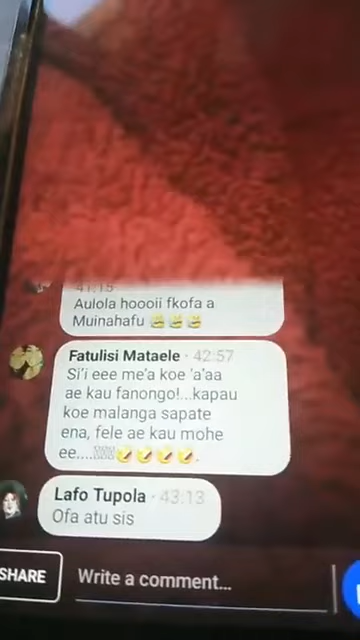 41:15
Aulola hoooii fkofa a
Muinahafu 😂😂😂
Fatulisi Mataele · 42:57
Si'i eee me'a koe 'a'aa
ae kau fanongo!...kapau
koe malanga sapate
ena, fele ae kau mohe
ee....🤣🤣🤣🤣.
Lafo Tupola · 43:13
Ofa atu sis
SHARE
Write a comment...